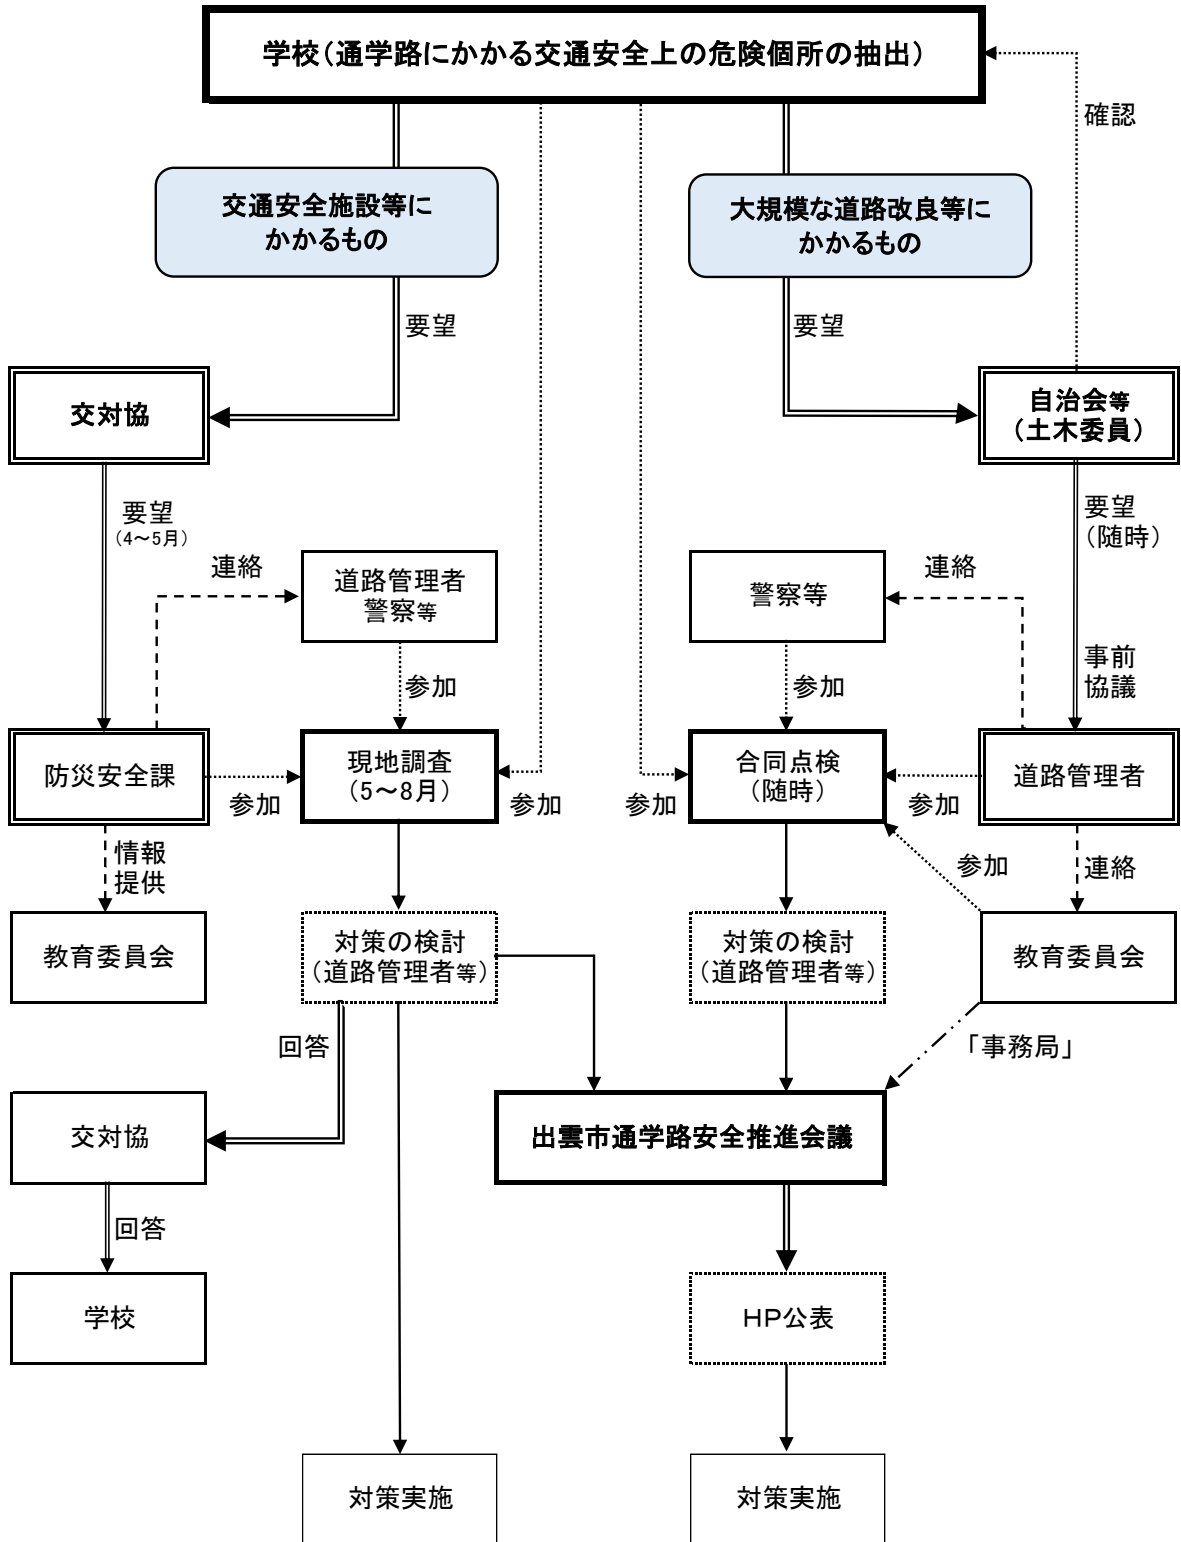 学校（通学路にかかる交通安全上の危険個所の抽出）
確認
交通安全施設等に
かかるもの
大規模な道路改良等に
かかるもの
要望
要望
交対協
自治会等
（土木委員）
要望
（4～5月）
要望
（随時）
連絡
道路管理者
警察等
警察等
連絡
参加
参加
事前
協議
防災安全課
参加
現地調査
（5～8月）
参加
参加
合同点検
（随時）
参加
道路管理者
情報
提供
参加
連絡
教育委員会
対策の検討
（道路管理者等）
対策の検討
（道路管理者等）
教育委員会
回答
「事務局」
交対協
出雲市通学路安全推進会議
回答
学校
HP公表
対策実施
対策実施